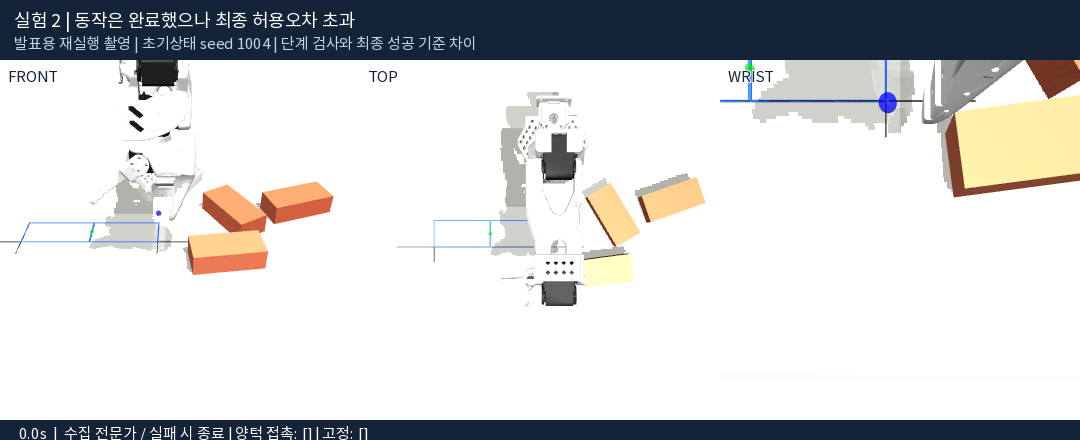 실험 2 | 동작은 완료했으나 최종 허용오차 초과
발표용 재실행 촬영 | 초기상태 seed 1004 | 단계 검사와 최종 성공 기준 차이
FRONT
TOP
WRIST
0.0s | 수집 전문가 / 실패 시 종료 | 양턱 접촉: [] | 고정: []